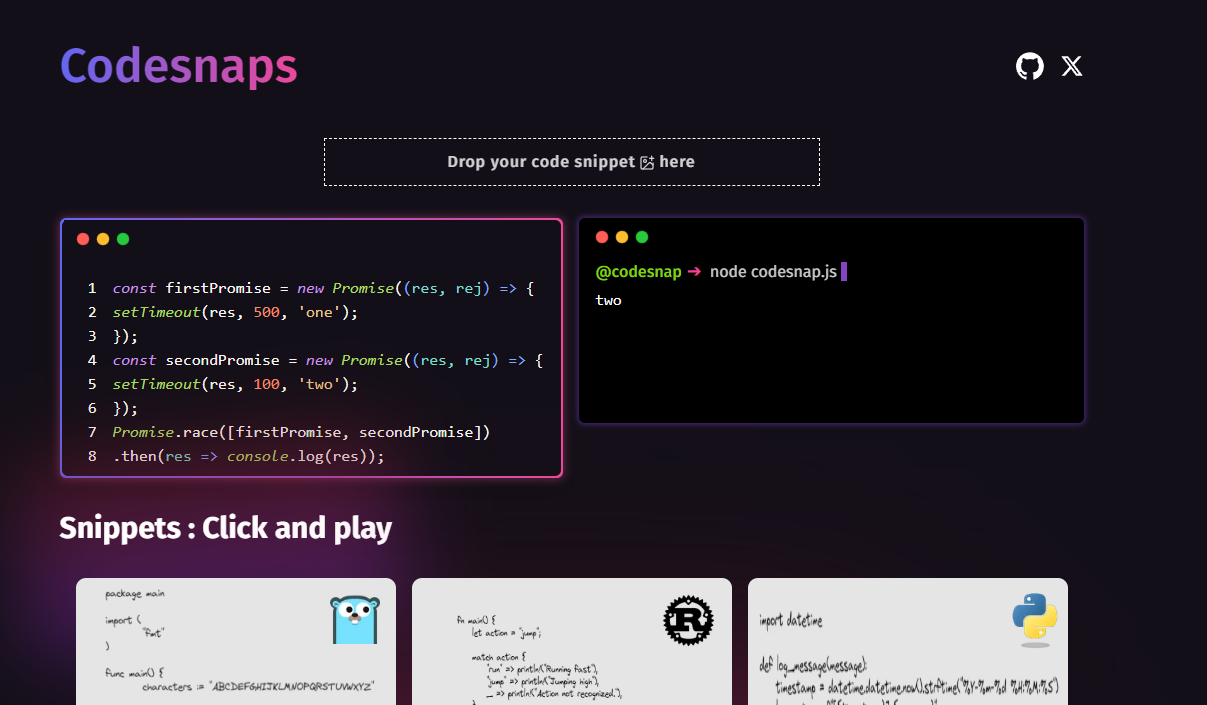 Codesnaps
Drop your code snippet here
1 const firstPromise = new Promise((res, rej) => {
2 setTimeout(res, 500, 'one');
3 });
4 const secondPromise = new Promise((res, rej) => {
5 setTimeout(res, 100, 'two');
6 });
7 Promise.race([firstPromise, secondPromise])
8 .then(res => console.log(res));
@codesnap ➔ node codesnap.js
two
Snippets : Click and play
package main
import (
"fmt"
)
func main() {
characters := "ABCDEFGHIJKLMNOPQRSTUVWXYZ"
fn main() {
let action = "jump";
match action {
"run" => println!("Running fast"),
"jump" => println!("Jumping high"),
_ => println!("Action not recognized."),
import datetime
def log_message(message):
timestamp = datetime.datetime.now().strftime("%Y-%m-%d %H:%M:%S")